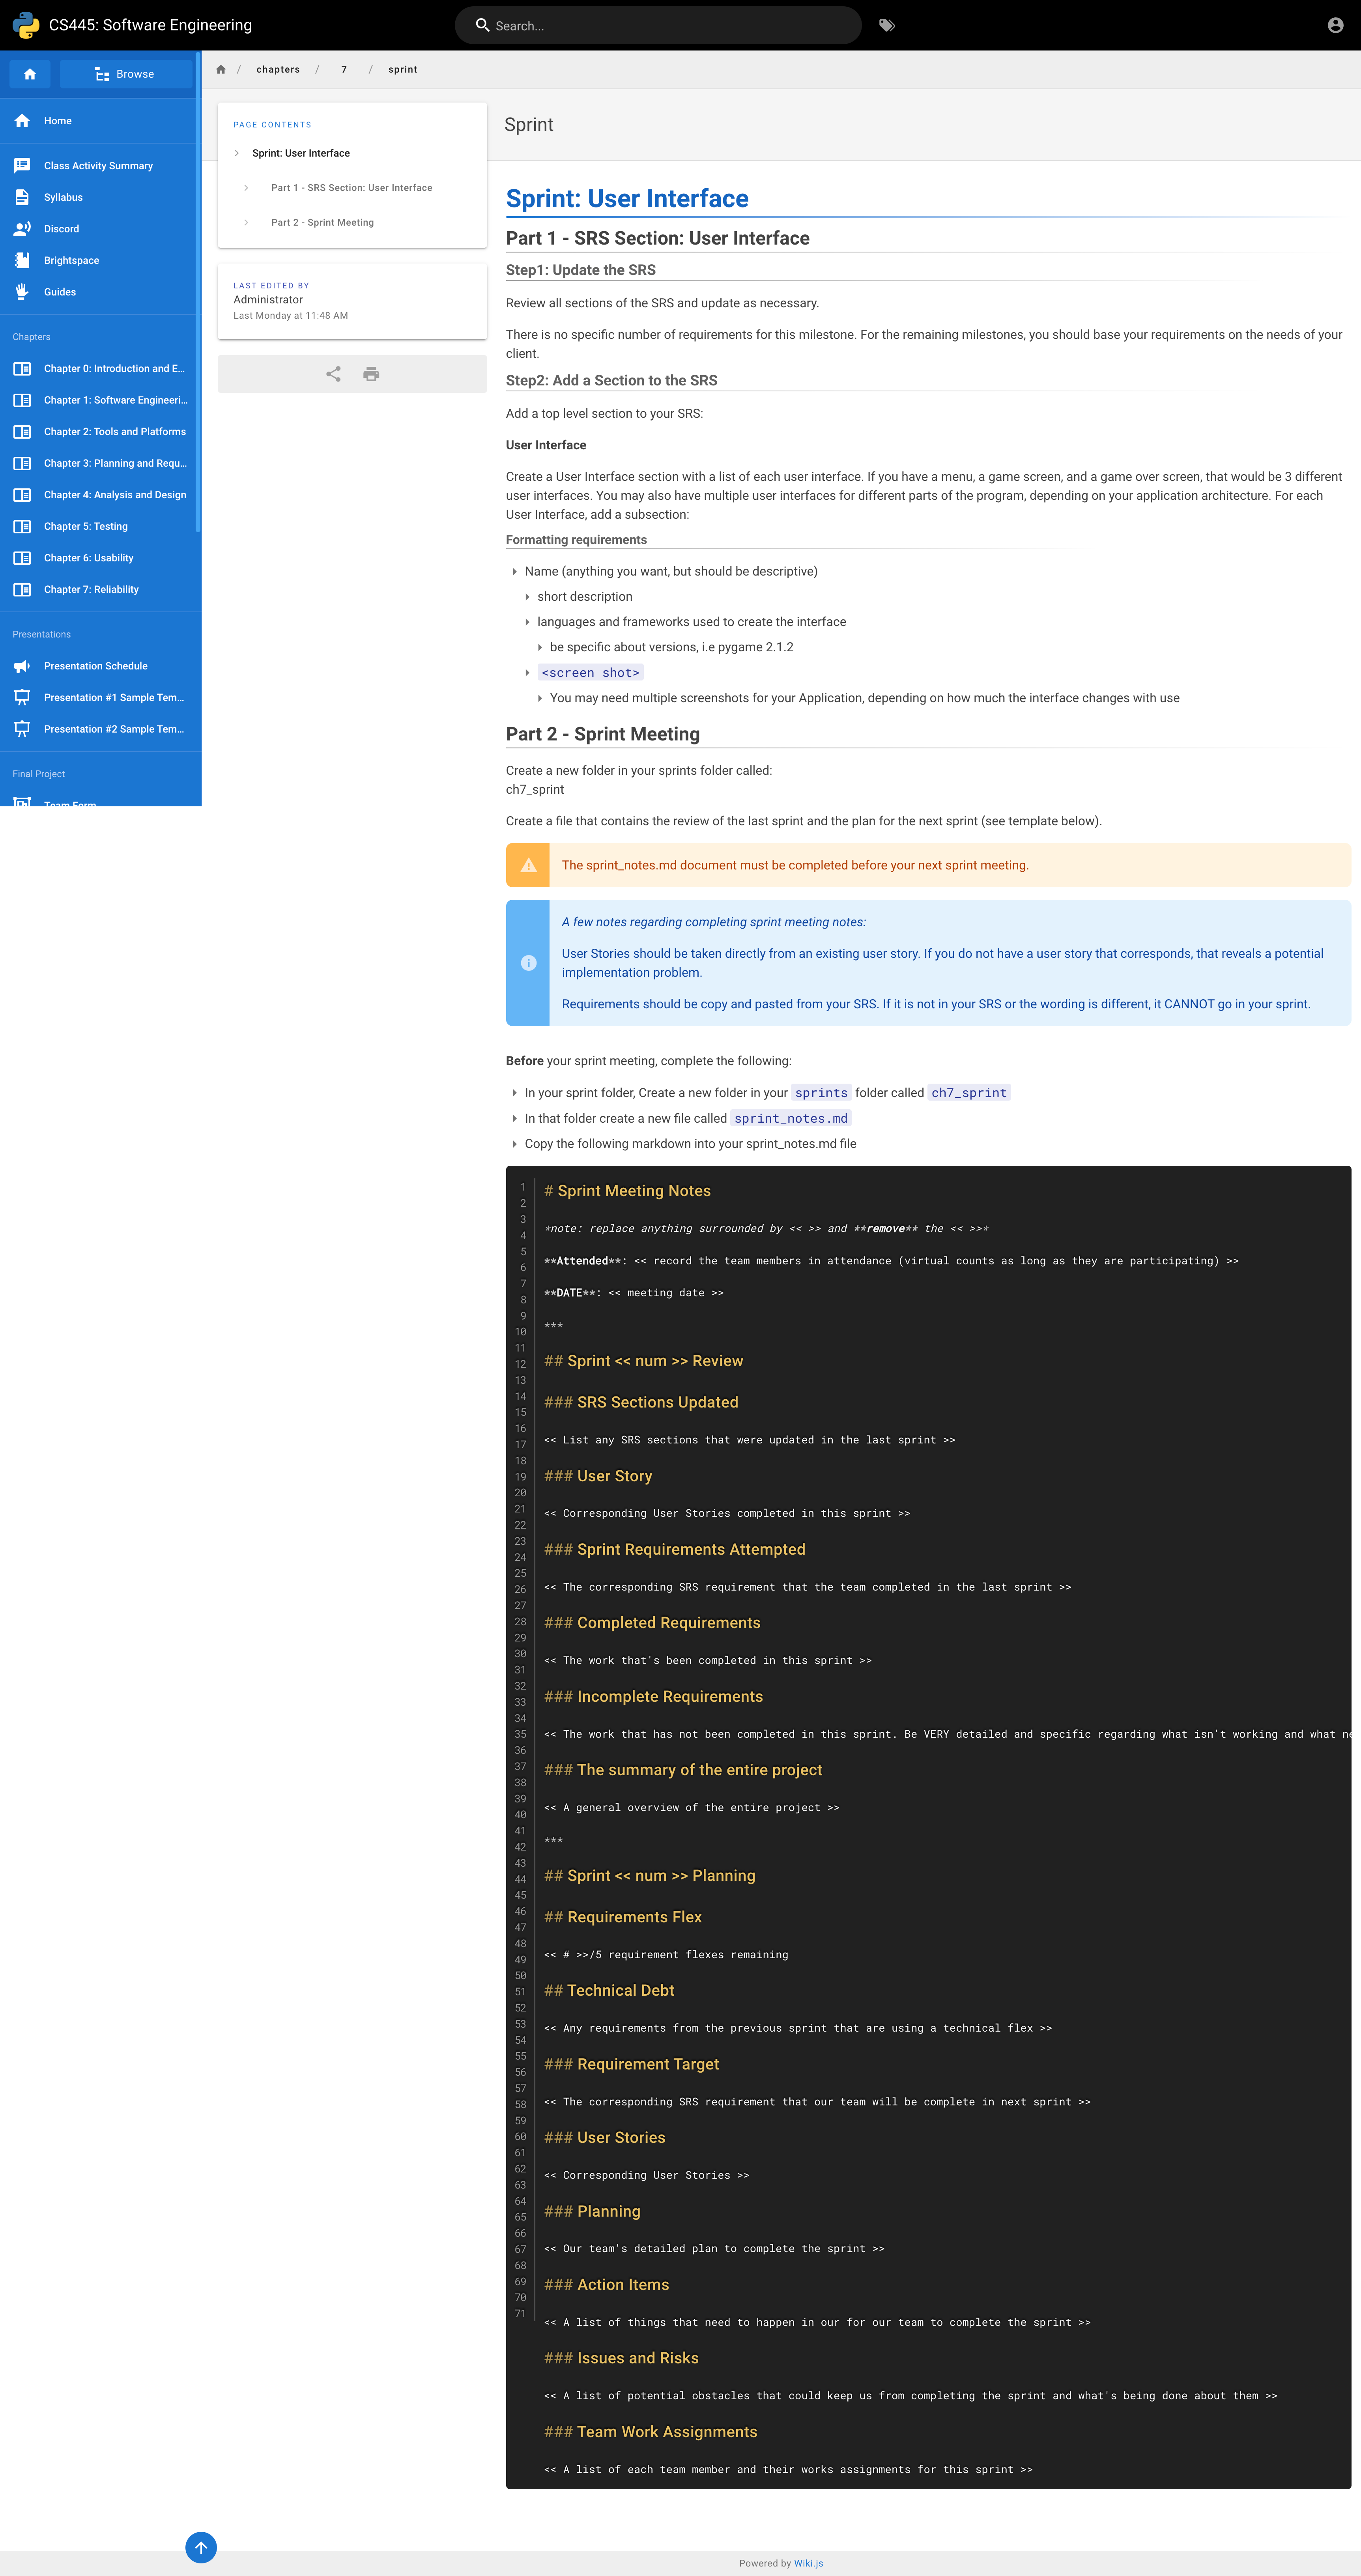 CS445: Software Engineering
Search...
Browse
Home
Class Activity Summary
Syllabus
Discord
Brightspace
Guides
Chapters
Chapter 0: Introduction and E...
Chapter 1: Software Engineeri...
Chapter 2: Tools and Platforms
Chapter 3: Planning and Requ...
Chapter 4: Analysis and Design
Chapter 5: Testing
Chapter 6: Usability
Chapter 7: Reliability
Presentations
Presentation Schedule
Presentation #1 Sample Tem...
Presentation #2 Sample Tem...
Final Project
Team Form
/ chapters / 7 / sprint
PAGE CONTENTS
Sprint: User Interface
Part 1 - SRS Section: User Interface
Part 2 - Sprint Meeting
LAST EDITED BY
Administrator
Last Monday at 11:48 AM
Sprint
Sprint: User Interface
Part 1 - SRS Section: User Interface
Step1: Update the SRS
Review all sections of the SRS and update as necessary.
There is no specific number of requirements for this milestone. For the remaining milestones, you should base your requirements on the needs of your
client.
Step2: Add a Section to the SRS
Add a top level section to your SRS:
User Interface
Create a User Interface section with a list of each user interface. If you have a menu, a game screen, and a game over screen, that would be 3 different
user interfaces. You may also have multiple user interfaces for different parts of the program, depending on your application architecture. For each
User Interface, add a subsection:
Formatting requirements
Name (anything you want, but should be descriptive)
short description
languages and frameworks used to create the interface
be specific about versions, i.e pygame 2.1.2
<screen shot>
You may need multiple screenshots for your Application, depending on how much the interface changes with use
Part 2 - Sprint Meeting
Create a new folder in your sprints folder called:
ch7_sprint
Create a file that contains the review of the last sprint and the plan for the next sprint (see template below).
The sprint_notes.md document must be completed before your next sprint meeting.
A few notes regarding completing sprint meeting notes:
User Stories should be taken directly from an existing user story. If you do not have a user story that corresponds, that reveals a potential
implementation problem.
Requirements should be copy and pasted from your SRS. If it is not in your SRS or the wording is different, it CANNOT go in your sprint.
Before your sprint meeting, complete the following:
In your sprint folder, Create a new folder in your sprints folder called ch7_sprint
In that folder create a new file called sprint_notes.md
Copy the following markdown into your sprint_notes.md file
1
2
3
4
5
6
7
8
9
10
11
12
13
14
15
16
17
18
19
20
21
22
23
24
25
26
27
28
29
30
31
32
33
34
35
36
37
38
39
40
41
42
43
44
45
46
47
48
49
50
51
52
53
54
55
56
57
58
59
60
61
62
63
64
65
66
67
68
69
70
71
# Sprint Meeting Notes
*note: replace anything surrounded by << >> and **remove** the << >>*
**Attended**: << record the team members in attendance (virtual counts as long as they are participating) >>
**DATE**: << meeting date >>
***
## Sprint << num >> Review
### SRS Sections Updated
<< List any SRS sections that were updated in the last sprint >>
### User Story
<< Corresponding User Stories completed in this sprint >>
### Sprint Requirements Attempted
<< The corresponding SRS requirement that the team completed in the last sprint >>
### Completed Requirements
<< The work that's been completed in this sprint >>
### Incomplete Requirements
<< The work that has not been completed in this sprint. Be VERY detailed and specific regarding what isn't working and what ne
### The summary of the entire project
<< A general overview of the entire project >>
***
## Sprint << num >> Planning
## Requirements Flex
<< # >>/5 requirement flexes remaining
## Technical Debt
<< Any requirements from the previous sprint that are using a technical flex >>
### Requirement Target
<< The corresponding SRS requirement that our team will be complete in next sprint >>
### User Stories
<< Corresponding User Stories >>
### Planning
<< Our team's detailed plan to complete the sprint >>
### Action Items
<< A list of things that need to happen in our for our team to complete the sprint >>
### Issues and Risks
<< A list of potential obstacles that could keep us from completing the sprint and what's being done about them >>
### Team Work Assignments
<< A list of each team member and their works assignments for this sprint >>
Powered by Wiki.js